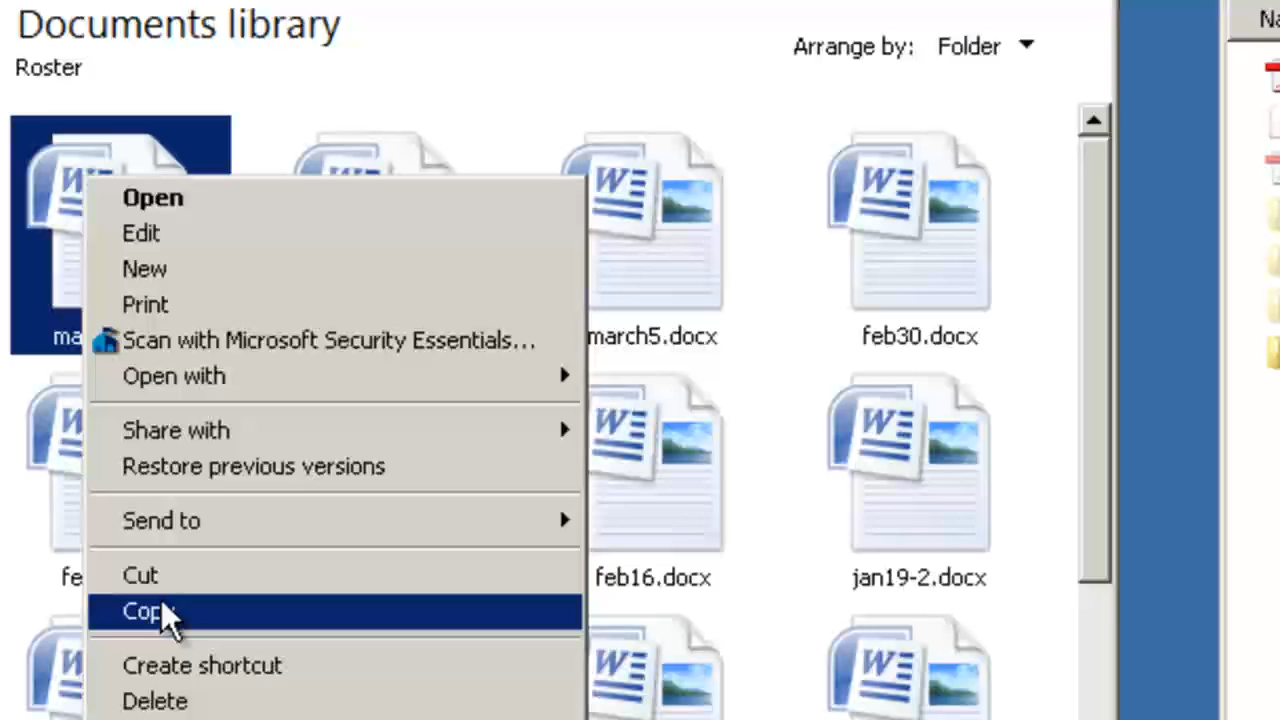 Documents library
Roster
Arrange by: Folder
Open
Edit
New
Print
Scan with Microsoft Security Essentials...
Open with
Share with
Restore previous versions
Send to
Cut
Copy
Create shortcut
Delete
march5.docx
feb30.docx
feb16.docx
jan19-2.docx